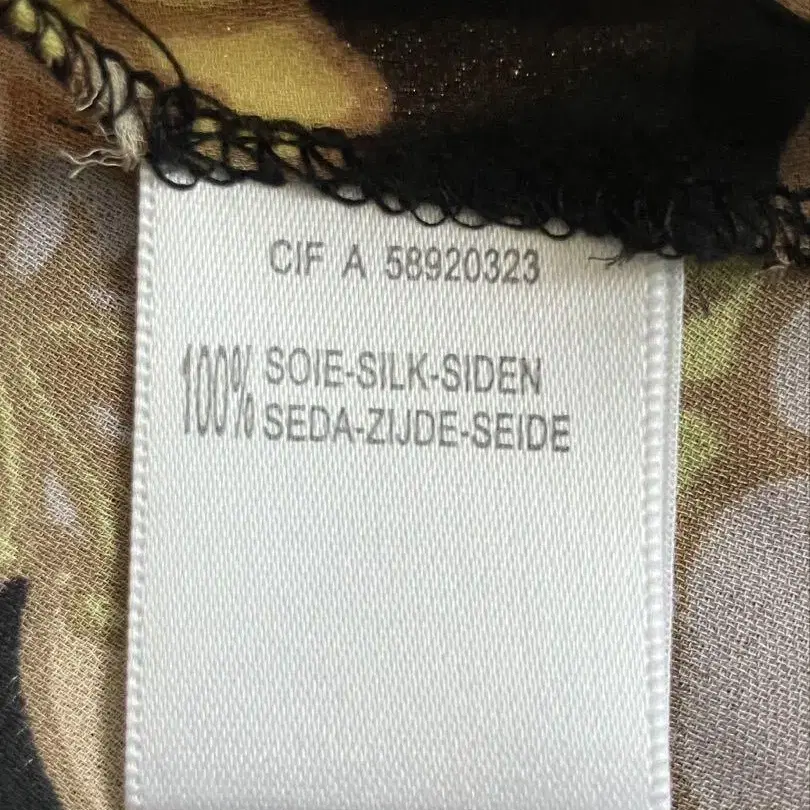 CIF A 58920323
100% SOIE-SILK-SIDEN
SEDA-ZIJDE-SEIDE